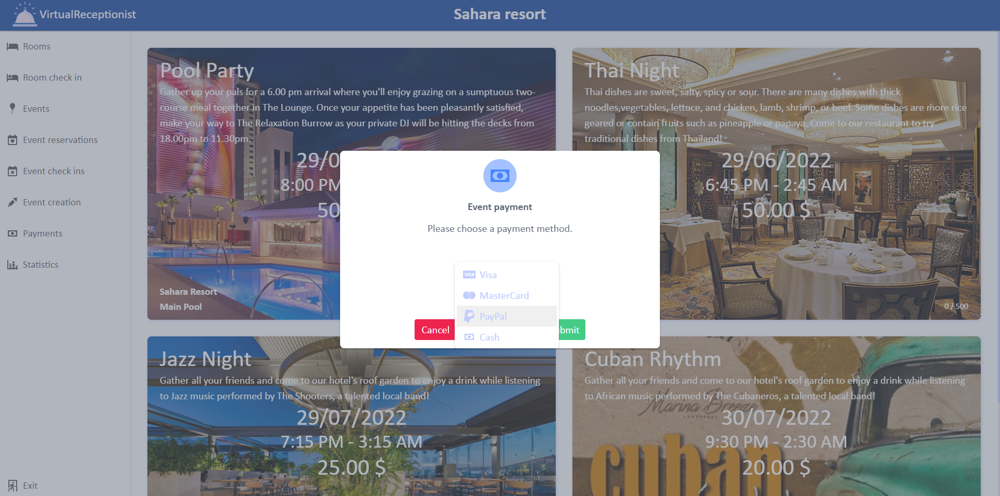 VirtualReceptionist
Sahara resort
Rooms
Room check in
Events
Event reservations
Event check ins
Event creation
Payments
Statistics
Exit
Pool Party
Gather up your pals for a 6.00 pm arrival where you'll enjoy grazing on a sumptuous two-
course meal together in The Lounge. Once your appetite has been pleasantly satisfied,
make your way to The Relaxation Burrow as your private DJ will be hitting the decks from
18.00pm to 11.30pm.
29/0
8:00 PM
50
Sahara Resort
Main Pool
Thai Night
Thai dishes are sweet, salty, spicy or sour. There are many dishes with thick
noodles,vegetables, lettuce, and chicken, lamb, shrimp, or beef. Some dishes are more rice
geared or contain fruits such as pineapple or papaya. Come to our restaurant to try
traditional dishes from Thailand!
29/06/2022
6:45 PM - 2:45 AM
50.00 $
0 / 500
Event payment
Please choose a payment method.
VISA Visa
MasterCard
PayPal
Cash
Cancel
bmit
Jazz Night
Gather all your friends and come to our hotel's roof garden to enjoy a drink while listening
to Jazz music performed by The Shooters, a talented local band!
29/07/2022
7:15 PM - 3:15 AM
25.00 $
Cuban Rhythm
Gather all your friends and come to our hotel's roof garden to enjoy a drink while listening
to African music performed by The Cubaneros, a talented local band!
Marina Breeze
30/07/2022
9:30 PM - 2:30 AM
20.00 $
cuban